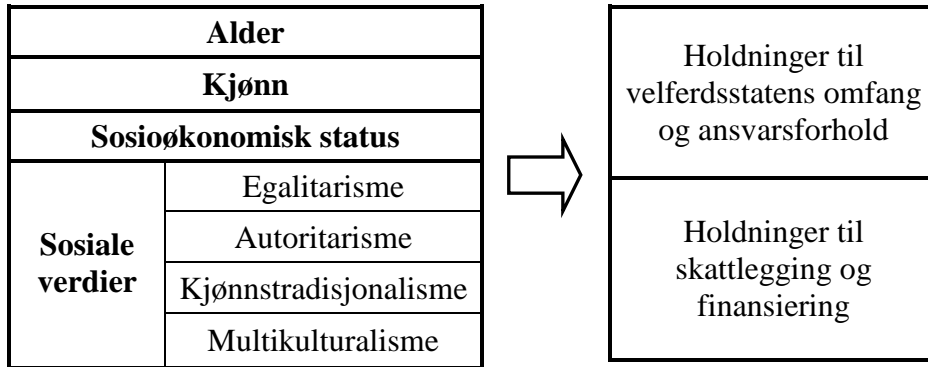 Alder
Kjønn
Sosioøkonomisk status
Sosiale
verdier
Egalitarisme
Autoritarisme
Kjønnstradisjonalisme
Multikulturalisme
Holdninger til
velferdsstatens omfang
og ansvarsforhold
Holdninger til
skattlegging og
finansiering